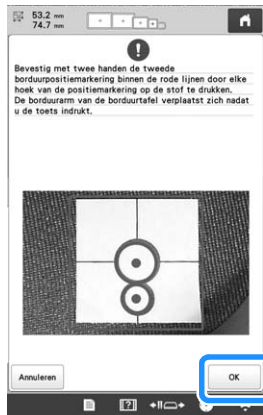 53.2 mm
74.7 mm
Bevestig met twee handen de tweede
borduurpositiemarkering binnen de rode lijnen door elke
hoek van de positiemarkering op de stof te drukken.
De borduurarm van de borduurtafel verplaatst zich nadat
u de toets indrukt.
Annuleren
OK